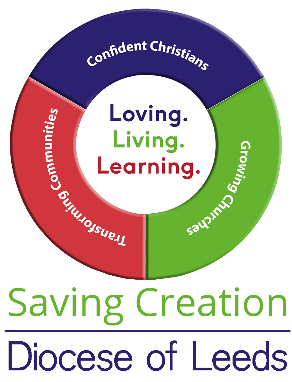 Confident Christians
Loving.
Living.
Learning.
Transforming Communities
Growing Churches
Saving Creation
Diocese of Leeds